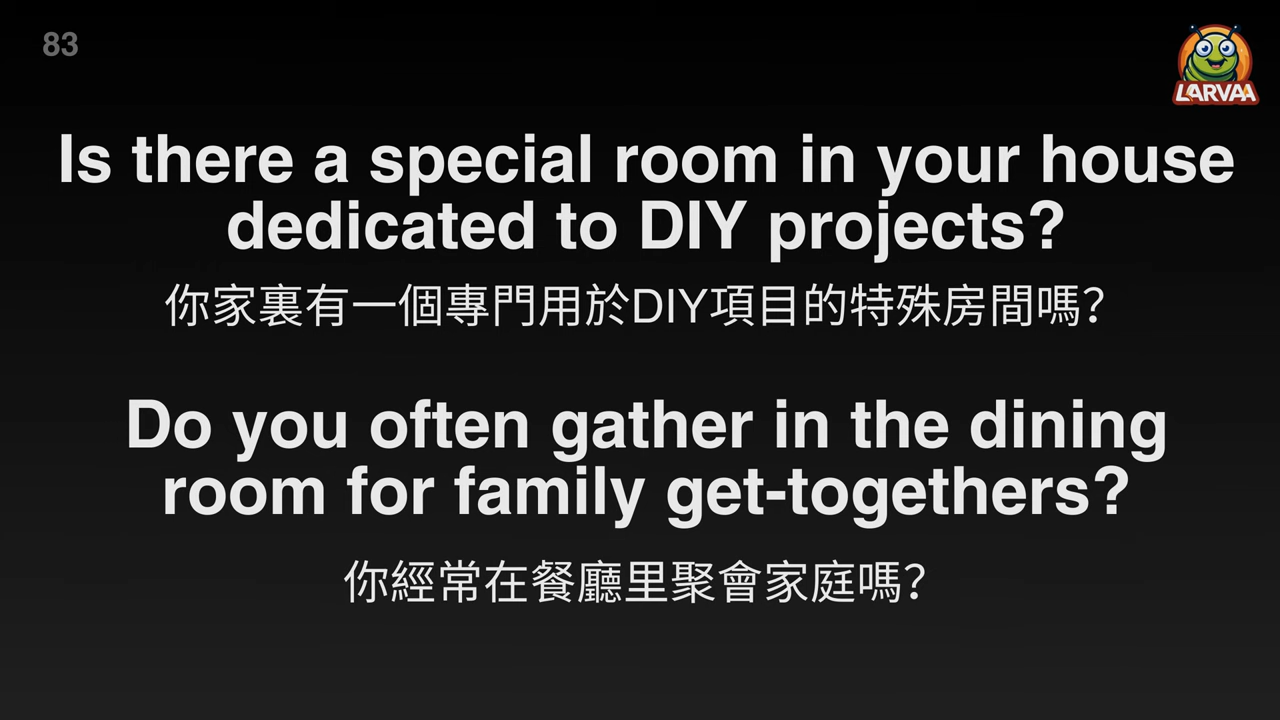 83
LARVAA
Is there a special room in your house
dedicated to DIY projects?
你家裏有一個專門用於DIY項目的特殊房間嗎?
Do you often gather in the dining
room for family get-togethers?
你經常在餐廳里聚會家庭嗎?